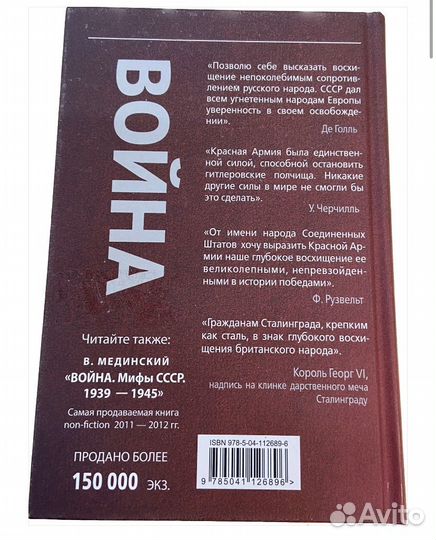 ВОЙНА
«Позволю себе высказать восхи-
щение непоколебимым сопротив-
лением русского народа. СССР дал
всем угнетенным народам Европы
уверенность в своем освобожде-
нии».
Де Голль
«Красная Армия была единствен-
ной силой, способной остановить
гитлеровские полчища. Никакие
другие силы в мире не смогли бы
это сделать».
У. Черчилль
«От имени народа Соединенных
Штатов хочу выразить Красной Ар-
мии наше глубокое восхищение ее
великолепными, непревзойден-
ными в истории победами».
Ф. Рузвельт
«Гражданам Сталинграда, крепким
как сталь, в знак глубокого восхи-
щения британского народа».
Король Георг VI,
надпись на клинке дарственного меча
Сталинграду
Читайте также:
В. МЕДИНСКИЙ
«ВОЙНА. Мифы СССР.
1939 — 1945»
Самая продаваемая книга
non-fiction 2011 — 2012 гг.
ПРОДАНО БОЛЕЕ
150 000 ЭКЗ.
ISBN 978-5-04-112689-6
9 785041 126896 >
Avito